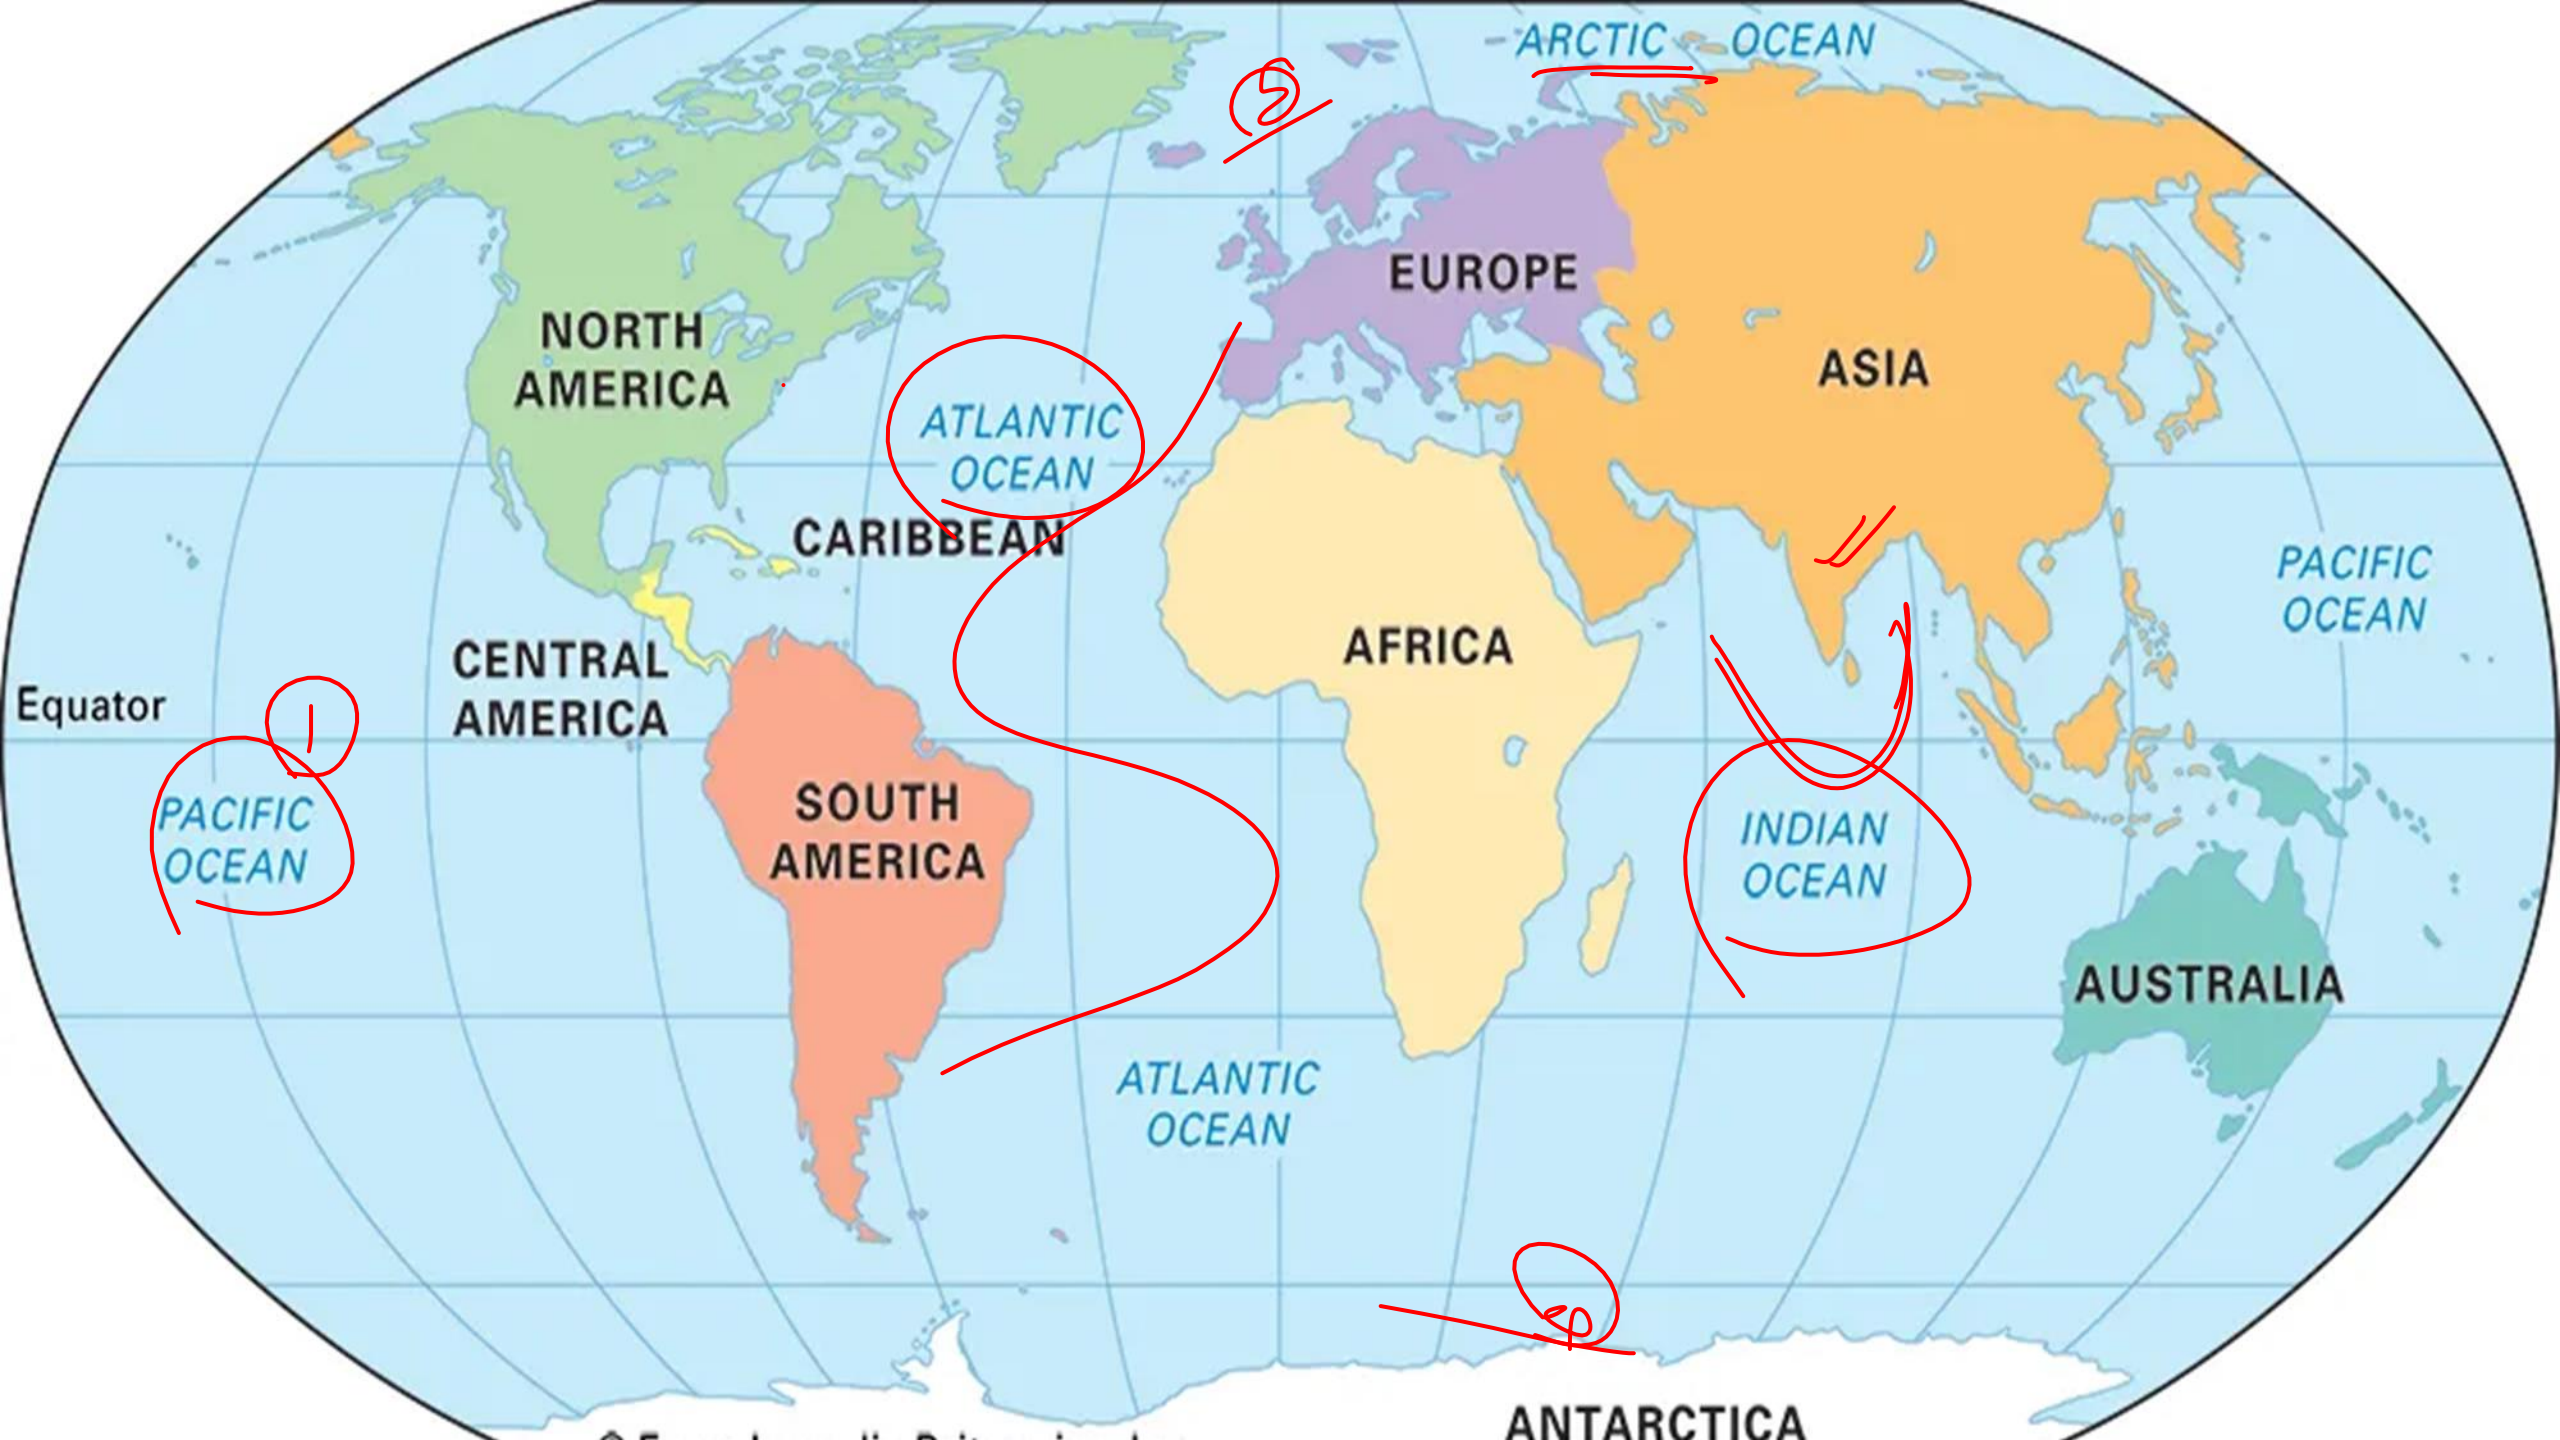 ARCTIC OCEAN
5
EUROPE
NORTH
AMERICA
ASIA
ATLANTIC
OCEAN
CARIBBEAN
PACIFIC
OCEAN
AFRICA
CENTRAL
AMERICA
Equator
1
PACIFIC
OCEAN
SOUTH
AMERICA
INDIAN
OCEAN
AUSTRALIA
ATLANTIC
OCEAN
ANTARCTICA